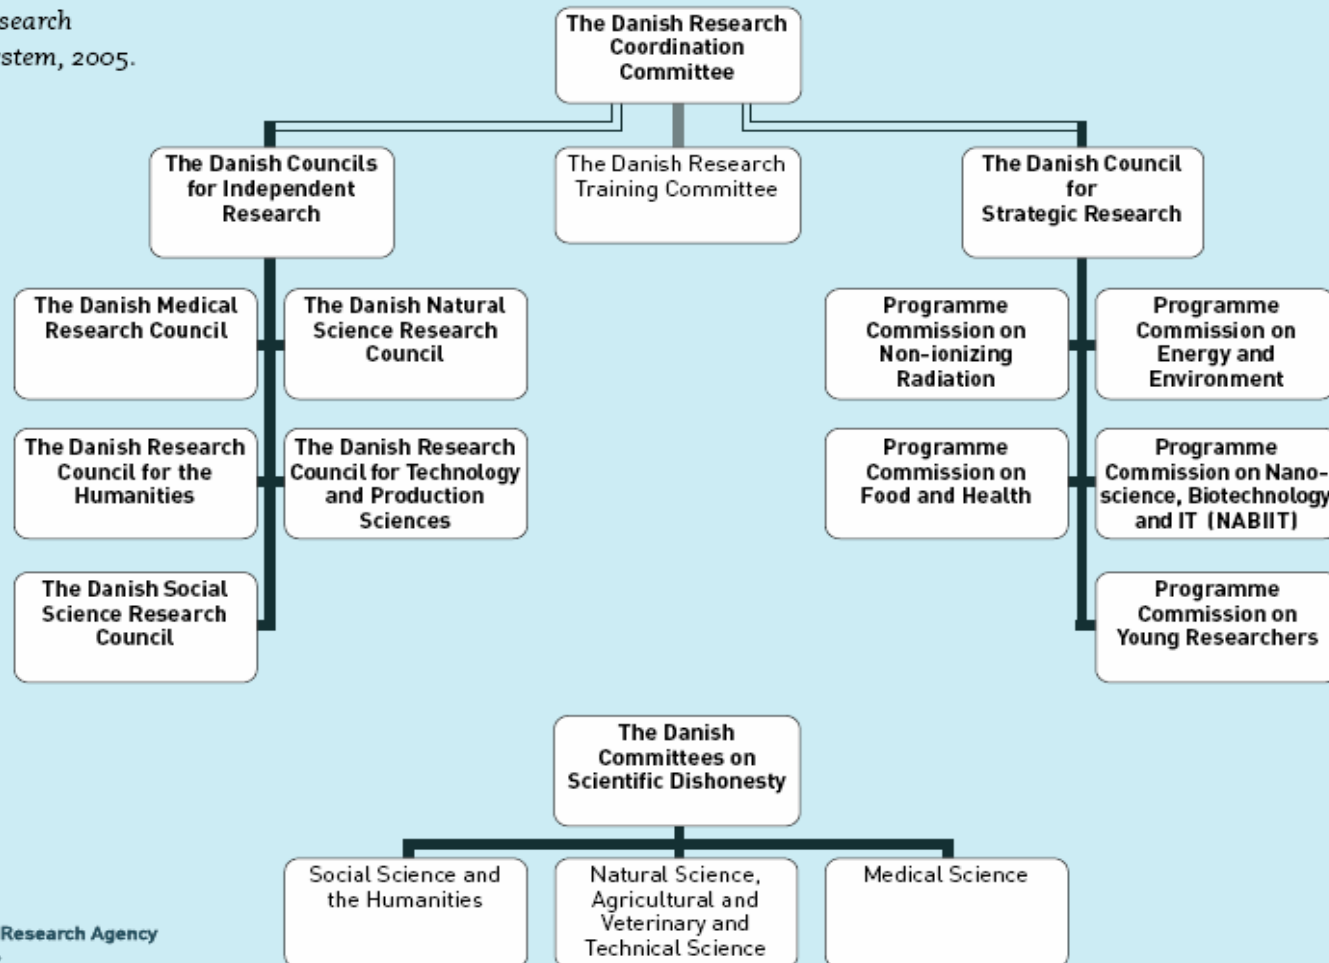 stem, 2005.
The Danish Research
Coordination
Committee
The Danish Councils
for Independent
Research
The Danish Research
Training Committee
The Danish Council
for
Strategic Research
The Danish Medical
Research Council
The Danish Natural
Science Research
Council
Programme
Commission on
Non-ionizing
Radiation
Programme
Commission on
Energy and
Environment
The Danish Research
Council for the
Humanities
The Danish Research
Council for Technology
and Production
Sciences
Programme
Commission on
Food and Health
Programme
Commission on Nano-
science, Biotechnology
and IT (NABIIT)
The Danish Social
Science Research
Council
Programme
Commission on
Young Researchers
The Danish
Committees on
Scientific Dishonesty
Social Science and
the Humanities
Natural Science,
Agricultural and
Veterinary and
Technical Science
Medical Science
Research Agency